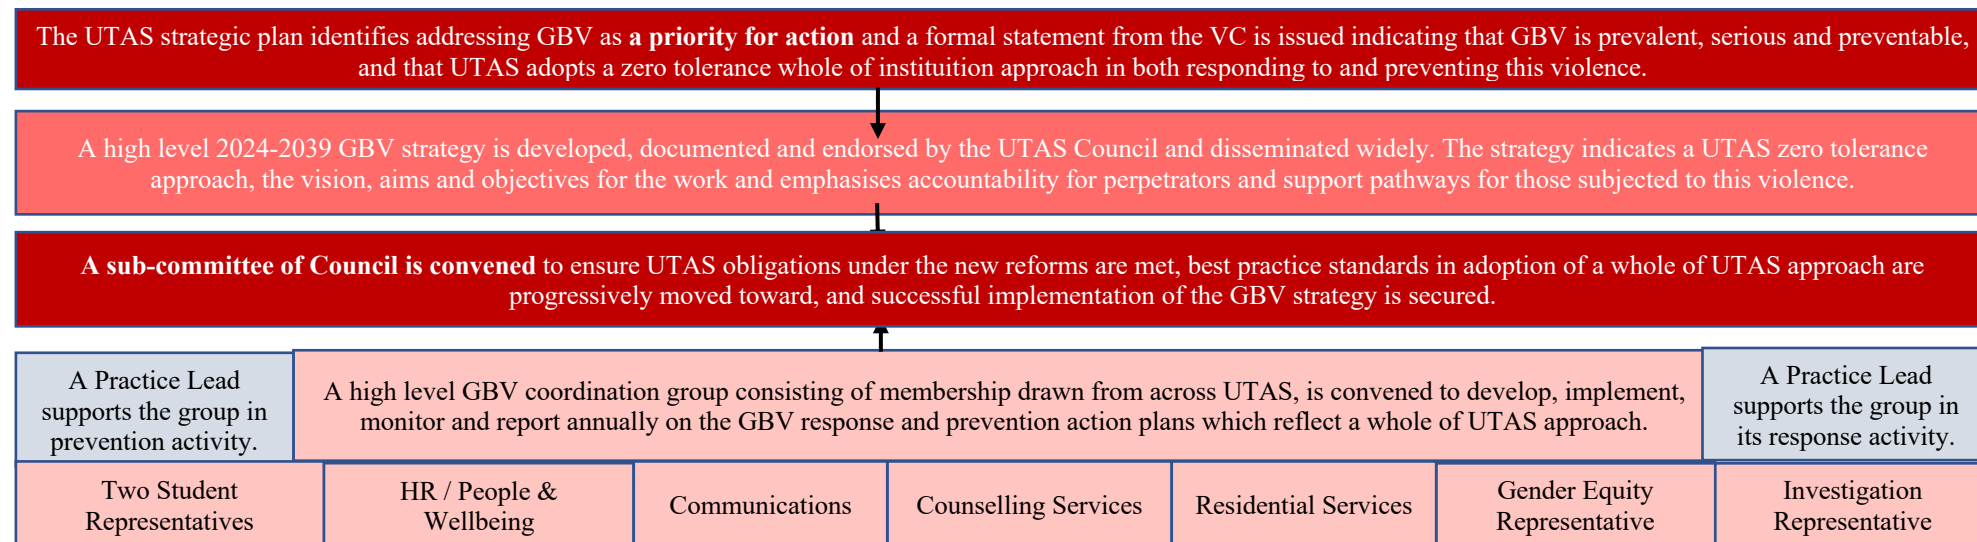 The UTAS strategic plan identifies addressing GBV as a priority for action and a formal statement from the VC is issued indicating that GBV is prevalent, serious and preventable,
and that UTAS adopts a zero tolerance whole of instituition approach in both responding to and preventing this violence.
A high level 2024-2039 GBV strategy is developed, documented and endorsed by the UTAS Council and disseminated widely. The strategy indicates a UTAS zero tolerance
approach, the vision, aims and objectives for the work and emphasises accountability for perpetrators and support pathways for those subjected to this violence.
A sub-committee of Council is convened to ensure UTAS obligations under the new reforms are met, best practice standards in adoption of a whole of UTAS approach are
progressively moved toward, and successful implementation of the GBV strategy is secured.
A Practice Lead
supports the group in
prevention activity.
A high level GBV coordination group consisting of membership drawn from across UTAS, is convened to develop, implement,
monitor and report annually on the GBV response and prevention action plans which reflect a whole of UTAS approach.
A Practice Lead
supports the group in
its response activity.
Two Student
Representatives
HR / People &
Wellbeing
Communications
Counselling Services
Residential Services
Gender Equity
Representative
Investigation
Representative